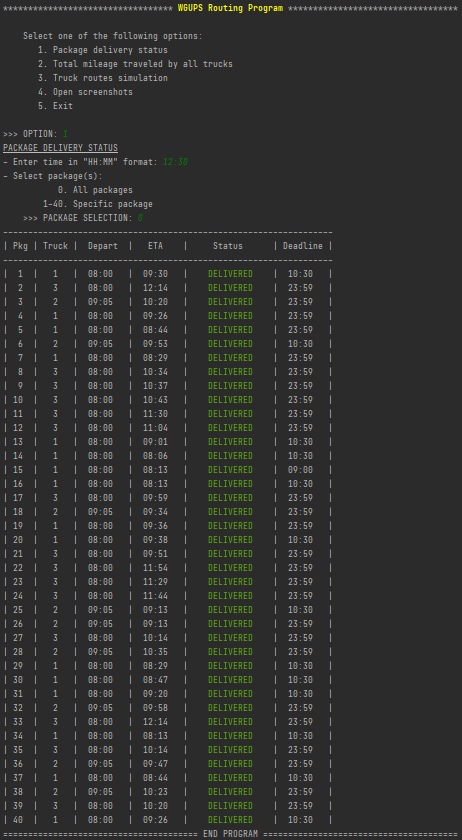 ********************************** WGUPS Routing Program **********************************
Select one of the following options:
1. Package delivery status
2. Total mileage traveled by all trucks
3. Truck routes simulation
4. Open screenshots
5. Exit
>>> OPTION: 1
PACKAGE DELIVERY STATUS
- Enter time in "HH:MM" format: 12:30
- Select package(s):
0. All packages
1-40. Specific package
>>> PACKAGE SELECTION: 0
------------------------------------------------------------------
| Pkg | Truck | Depart | ETA | Status | Deadline |
------------------------------------------------------------------
| 1 | 1 | 08:00 | 09:30 | DELIVERED | 10:30 |
| 2 | 3 | 08:00 | 12:14 | DELIVERED | 23:59 |
| 3 | 2 | 09:05 | 10:20 | DELIVERED | 23:59 |
| 4 | 1 | 08:00 | 09:26 | DELIVERED | 23:59 |
| 5 | 1 | 08:00 | 08:44 | DELIVERED | 23:59 |
| 6 | 2 | 09:05 | 09:53 | DELIVERED | 10:30 |
| 7 | 1 | 08:00 | 08:29 | DELIVERED | 23:59 |
| 8 | 3 | 08:00 | 10:34 | DELIVERED | 23:59 |
| 9 | 3 | 08:00 | 10:37 | DELIVERED | 23:59 |
| 10 | 3 | 08:00 | 10:43 | DELIVERED | 23:59 |
| 11 | 3 | 08:00 | 11:30 | DELIVERED | 23:59 |
| 12 | 3 | 08:00 | 11:04 | DELIVERED | 23:59 |
| 13 | 1 | 08:00 | 09:01 | DELIVERED | 10:30 |
| 14 | 1 | 08:00 | 08:06 | DELIVERED | 10:30 |
| 15 | 1 | 08:00 | 08:13 | DELIVERED | 09:00 |
| 16 | 1 | 08:00 | 08:13 | DELIVERED | 10:30 |
| 17 | 3 | 08:00 | 09:59 | DELIVERED | 23:59 |
| 18 | 2 | 09:05 | 09:34 | DELIVERED | 23:59 |
| 19 | 1 | 08:00 | 09:36 | DELIVERED | 23:59 |
| 20 | 1 | 08:00 | 09:38 | DELIVERED | 10:30 |
| 21 | 3 | 08:00 | 09:51 | DELIVERED | 23:59 |
| 22 | 3 | 08:00 | 11:54 | DELIVERED | 23:59 |
| 23 | 3 | 08:00 | 11:29 | DELIVERED | 23:59 |
| 24 | 3 | 08:00 | 11:44 | DELIVERED | 23:59 |
| 25 | 2 | 09:05 | 09:13 | DELIVERED | 10:30 |
| 26 | 2 | 09:05 | 09:13 | DELIVERED | 23:59 |
| 27 | 3 | 08:00 | 10:14 | DELIVERED | 23:59 |
| 28 | 2 | 09:05 | 10:35 | DELIVERED | 23:59 |
| 29 | 1 | 08:00 | 08:29 | DELIVERED | 10:30 |
| 30 | 1 | 08:00 | 08:47 | DELIVERED | 10:30 |
| 31 | 1 | 08:00 | 09:20 | DELIVERED | 10:30 |
| 32 | 2 | 09:05 | 09:58 | DELIVERED | 23:59 |
| 33 | 3 | 08:00 | 12:14 | DELIVERED | 23:59 |
| 34 | 1 | 08:00 | 08:13 | DELIVERED | 10:30 |
| 35 | 3 | 08:00 | 10:14 | DELIVERED | 23:59 |
| 36 | 2 | 09:05 | 09:47 | DELIVERED | 23:59 |
| 37 | 1 | 08:00 | 08:44 | DELIVERED | 10:30 |
| 38 | 2 | 09:05 | 10:23 | DELIVERED | 23:59 |
| 39 | 3 | 08:00 | 10:20 | DELIVERED | 23:59 |
| 40 | 1 | 08:00 | 09:26 | DELIVERED | 10:30 |
======================================= END PROGRAM =======================================